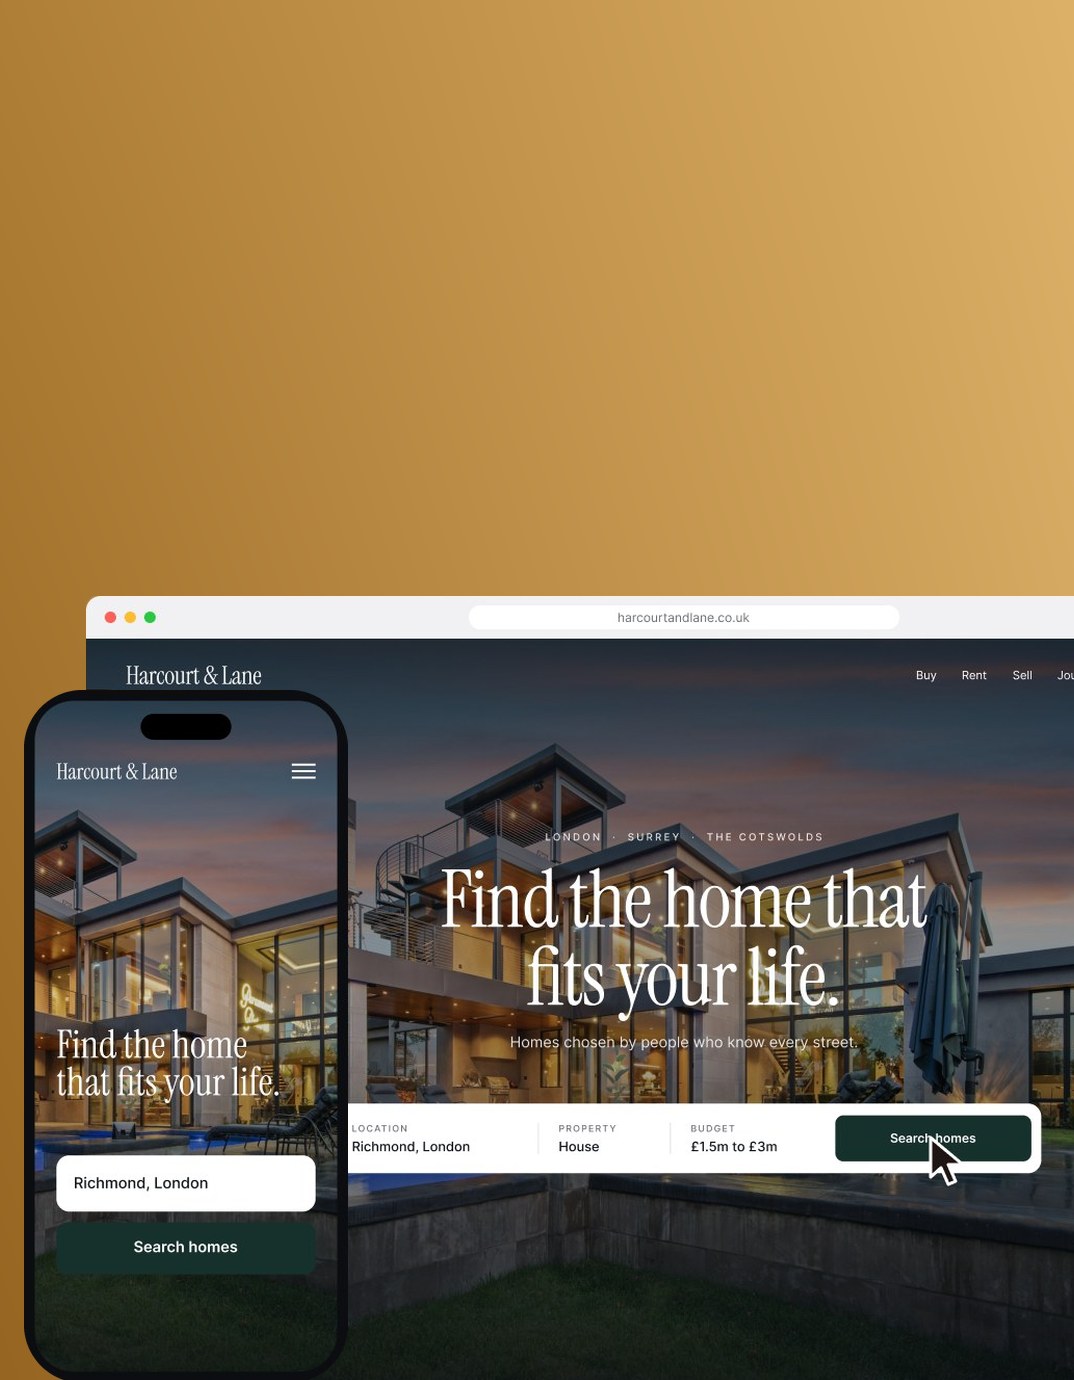 harcourtandlane.co.uk
Harcourt & Lane
Buy Rent Sell
LONDON · SURREY · THE COTSWOLDS
Find the home that
fits your life.
Homes chosen by people who know every street.
LOCATION PROPERTY BUDGET
Richmond, London House £1.5m to £3m
Search homes
Harcourt & Lane
Find the home
that fits your life.
Richmond, London
Search homes